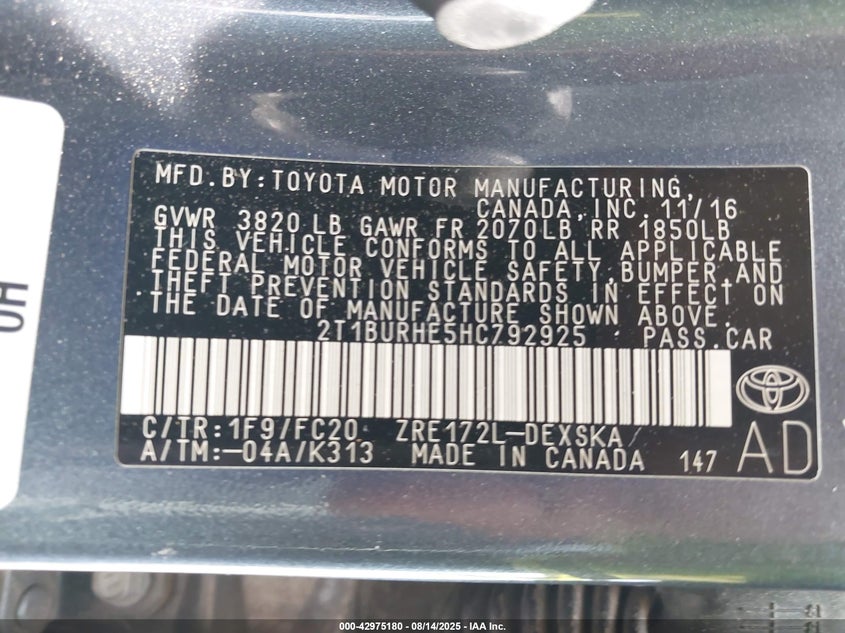 MFD.BY:TOYOTA MOTOR MANUFACTURING,
CANADA,INC. 11/16
GVWR 3820 LB GAWR FR 2070LB RR 1850LB
THIS VEHICLE CONFORMS TO ALL APPLICABLE
FEDERAL MOTOR VEHICLE SAFETY,BUMPER,AND
THEFT PREVENTION STANDARDS IN EFFECT ON
THE DATE OF MANUFACTURE SHOWN ABOVE.
2T1BURHE5HC792925 PASS.CAR
C/TR:1F9/FC20 ZRE172L-DEXSKA
A/TM:-04A/K313 MADE IN CANADA 147
AD
HO
000-42975180 - 08/14/2025 - IAA Inc.